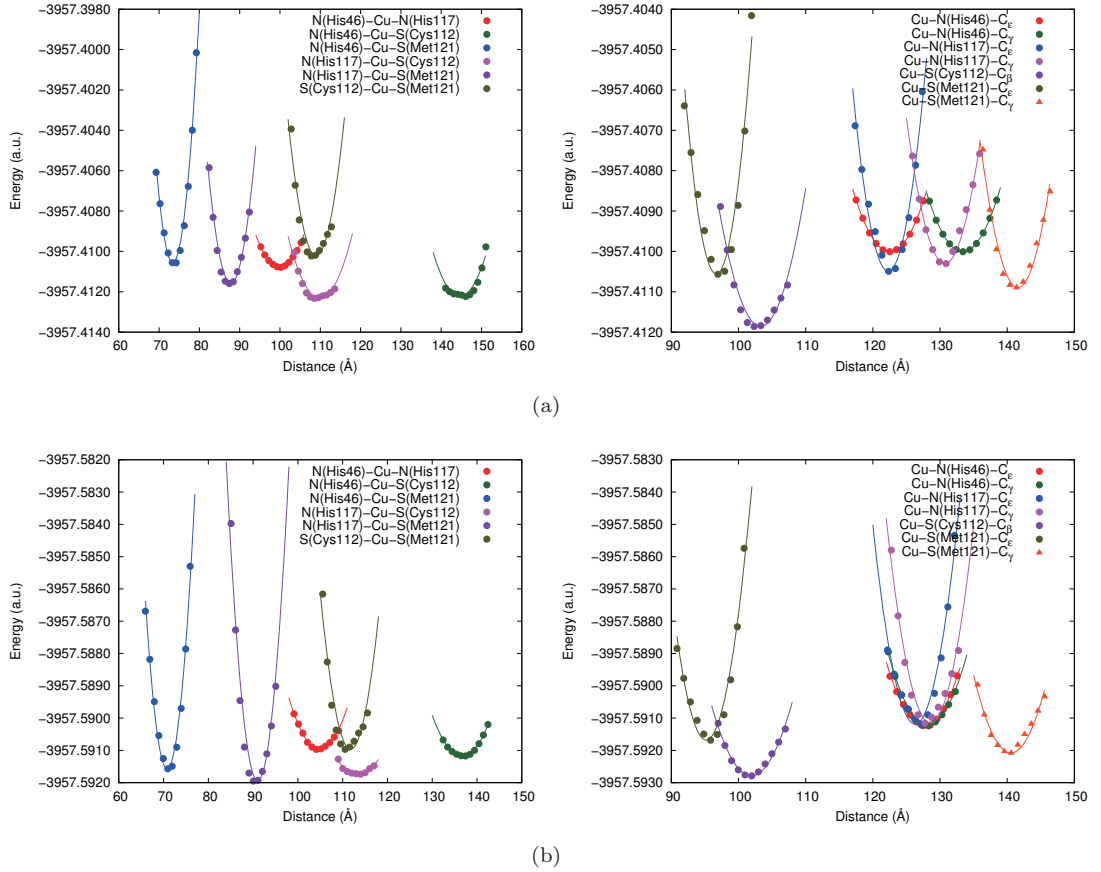 −3957.3980
−3957.4000
−3957.4020
−3957.4040
−3957.4060
−3957.4080
−3957.4100
−3957.4120
−3957.4140
Energy (a.u.)
60 70 80 90 100 110 120 130 140 150 160
Distance (Å)
N(His46)−Cu−N(His117)
N(His46)−Cu−S(Cys112)
N(His46)−Cu−S(Met121)
N(His117)−Cu−S(Cys112)
N(His117)−Cu−S(Met121)
S(Cys112)−Cu−S(Met121)
−3957.4040
−3957.4050
−3957.4060
−3957.4070
−3957.4080
−3957.4090
−3957.4100
−3957.4110
−3957.4120
Energy (a.u.)
90 100 110 120 130 140 150
Distance (Å)
Cu−N(His46)−Cε
Cu−N(His46)−Cγ
Cu−N(His117)−Cε
Cu−N(His117)−Cγ
Cu−S(Cys112)−Cβ
Cu−S(Met121)−Cε
Cu−S(Met121)−Cγ
(a)
−3957.5820
−3957.5830
−3957.5840
−3957.5850
−3957.5860
−3957.5870
−3957.5880
−3957.5890
−3957.5900
−3957.5910
−3957.5920
Energy (a.u.)
60 70 80 90 100 110 120 130 140 150
Distance (Å)
N(His46)−Cu−N(His117)
N(His46)−Cu−S(Cys112)
N(His46)−Cu−S(Met121)
N(His117)−Cu−S(Cys112)
N(His117)−Cu−S(Met121)
S(Cys112)−Cu−S(Met121)
−3957.5830
−3957.5840
−3957.5850
−3957.5860
−3957.5870
−3957.5880
−3957.5890
−3957.5900
−3957.5910
−3957.5920
−3957.5930
Energy (a.u.)
90 100 110 120 130 140 150
Distance (Å)
Cu−N(His46)−Cε
Cu−N(His46)−Cγ
Cu−N(His117)−Cε
Cu−N(His117)−Cγ
Cu−S(Cys112)−Cβ
Cu−S(Met121)−Cε
Cu−S(Met121)−Cγ
(b)